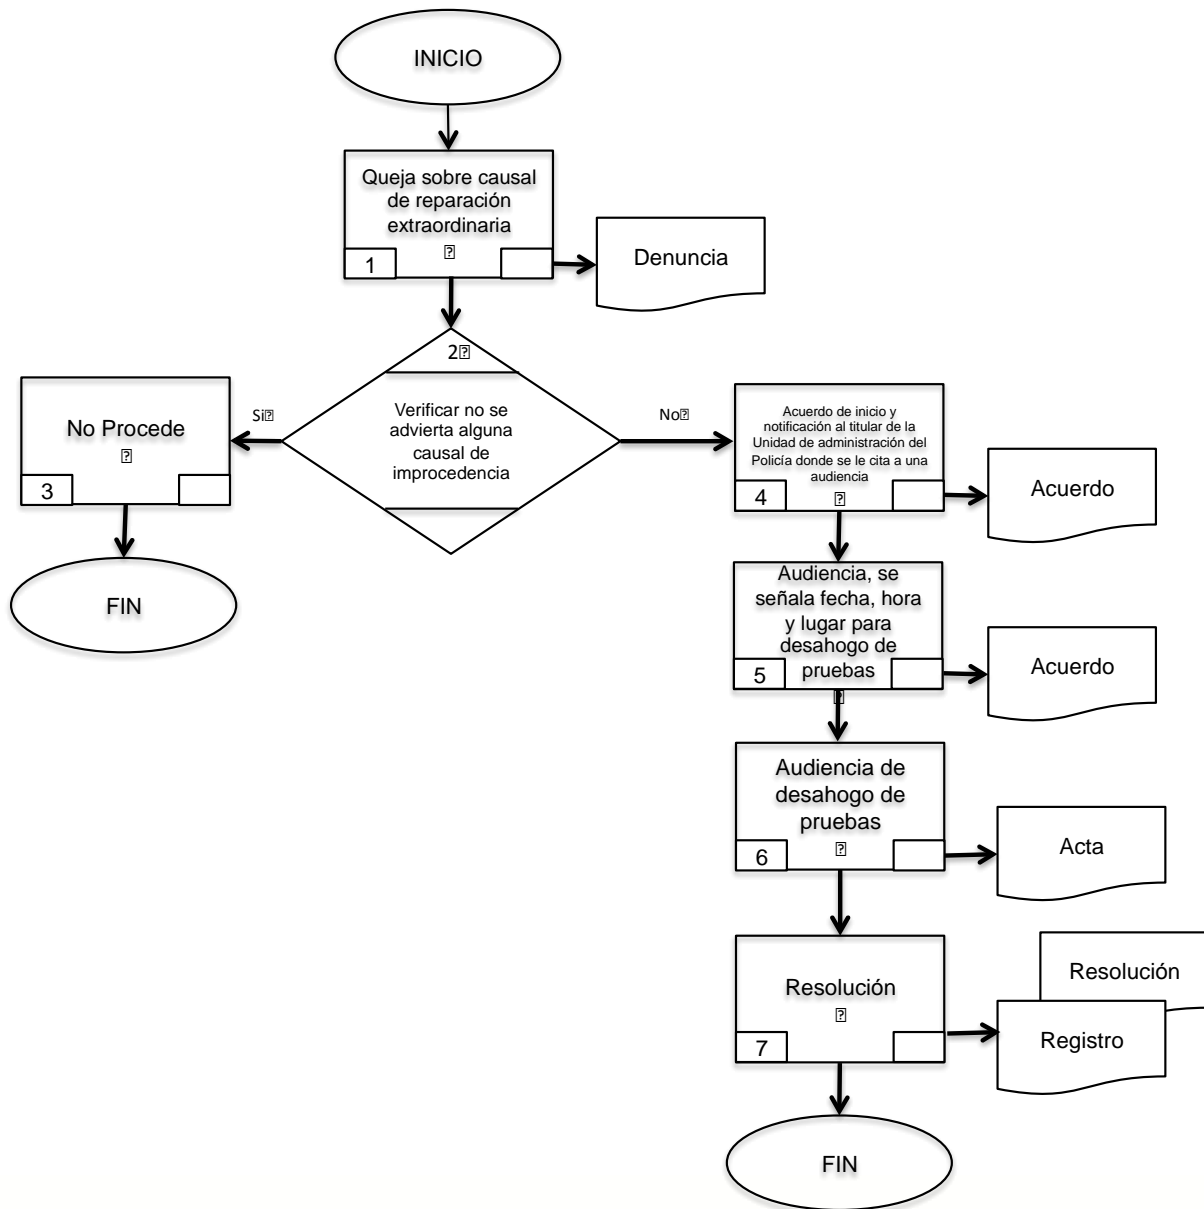 INICIO
Queja sobre causal
de reparación
extraordinaria
1
Denuncia
2
Verificar no se
advierta alguna
causal de
improcedencia
Si
No Procede
3
FIN
No
Acuerdo de inicio y
notificación al titular de la
Unidad de administración del
Policía donde se le cita a una
audiencia
4
Acuerdo
Audiencia, se
señala fecha, hora
y lugar para
desahogo de
pruebas
5
Acuerdo
Audiencia de
desahogo de
pruebas
6
Acta
Resolución
7
Resolución
Registro
FIN